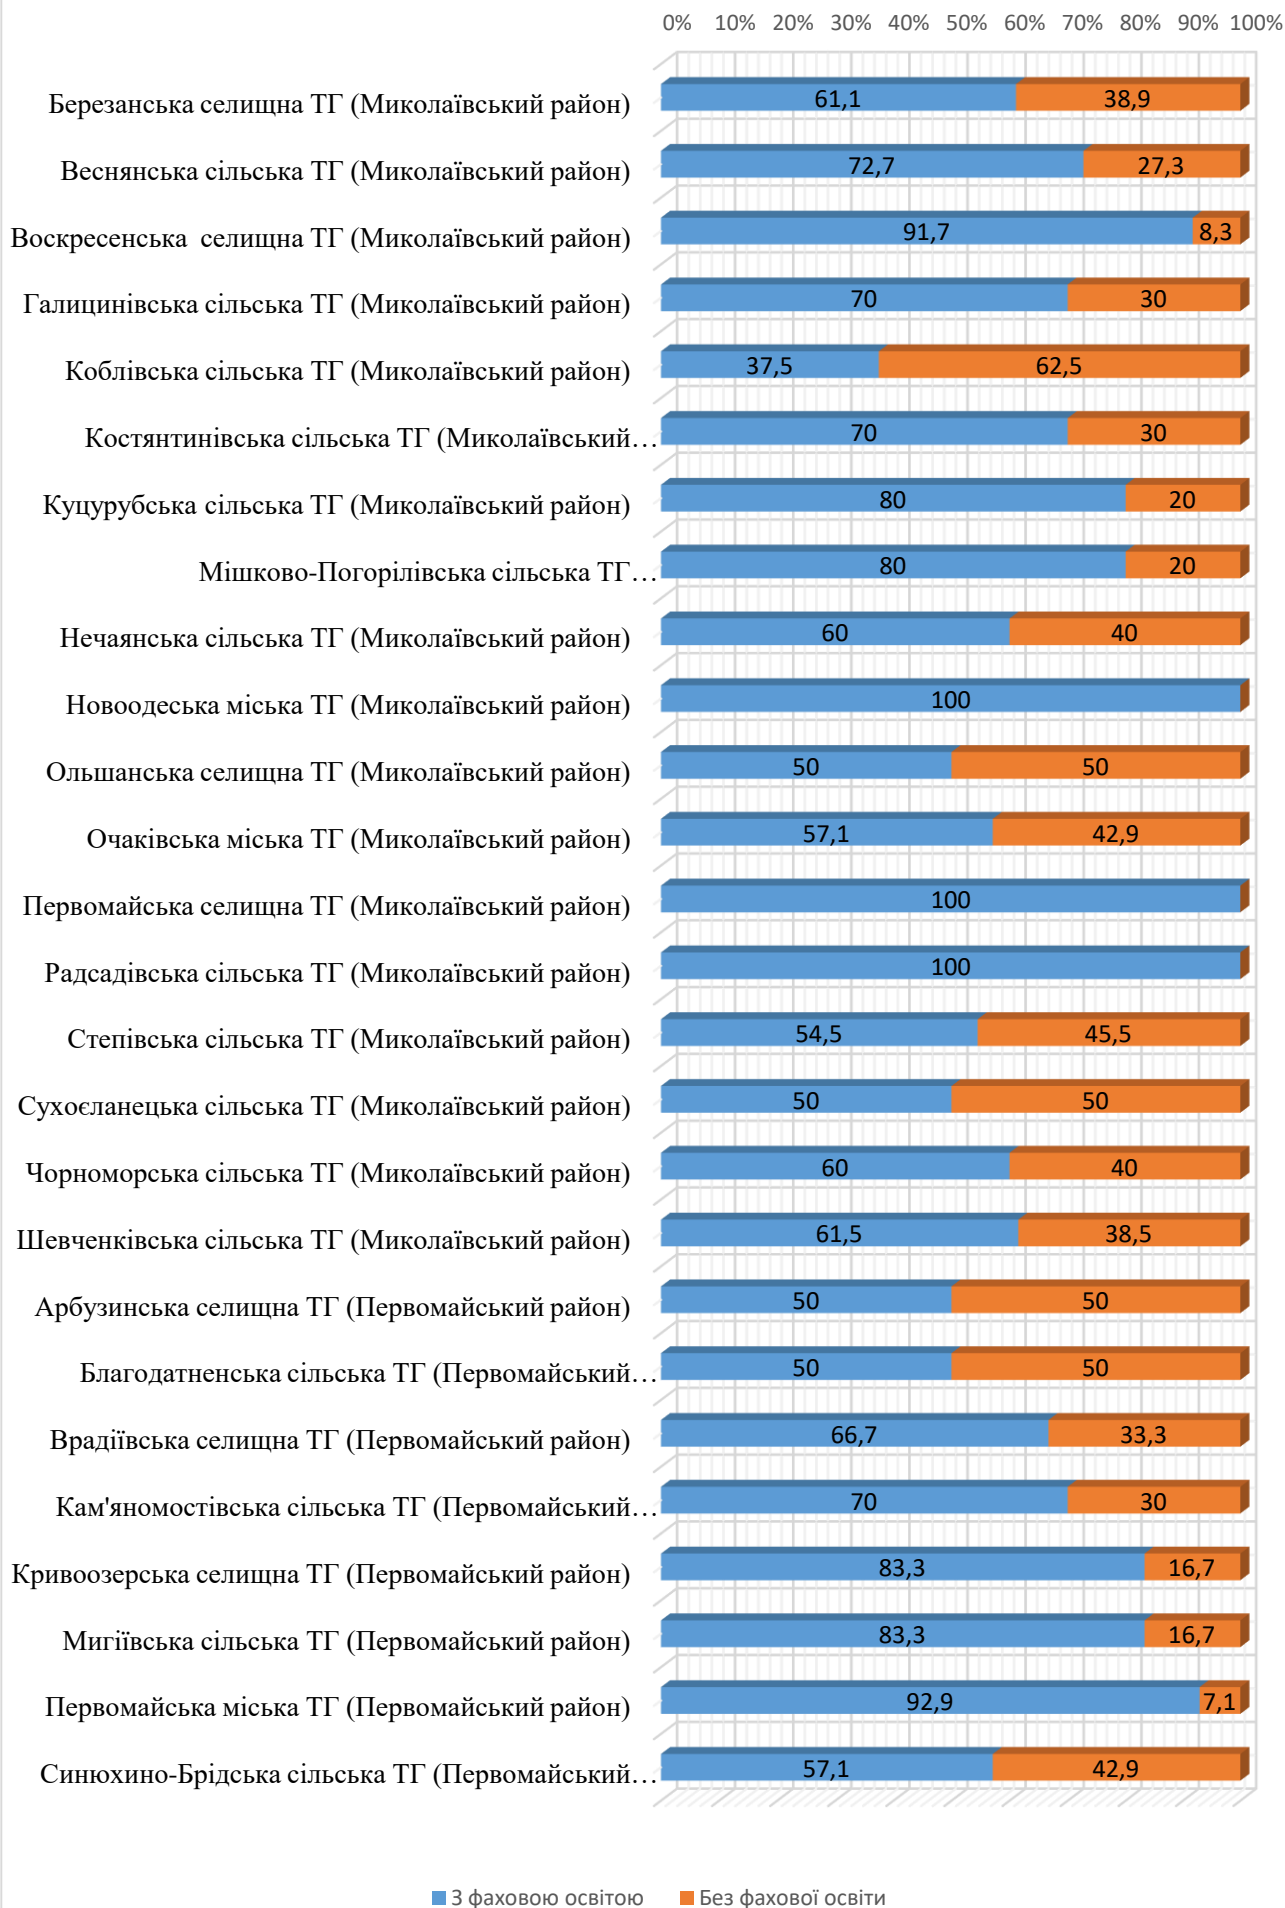 0% 10% 20% 30% 40% 50% 60% 70% 80% 90% 100%
Березанська селищна ТГ (Миколаївський район) 61,1 38,9
Веснянська сільська ТГ (Миколаївський район) 72,7 27,3
Воскресенська селищна ТГ (Миколаївський район) 91,7 8,3
Галицинівська сільська ТГ (Миколаївський район) 70 30
Коблівська сільська ТГ (Миколаївський район) 37,5 62,5
Костянтинівська сільська ТГ (Миколаївський… 70 30
Куцурубська сільська ТГ (Миколаївський район) 80 20
Мішково-Погорілівська сільська ТГ… 80 20
Нечаянська сільська ТГ (Миколаївський район) 60 40
Новоодеська міська ТГ (Миколаївський район) 100
Ольшанська селищна ТГ (Миколаївський район) 50 50
Очаківська міська ТГ (Миколаївський район) 57,1 42,9
Первомайська селищна ТГ (Миколаївський район) 100
Радсадівська сільська ТГ (Миколаївський район) 100
Степівська сільська ТГ (Миколаївський район) 54,5 45,5
Сухоєланецька сільська ТГ (Миколаївський район) 50 50
Чорноморська сільська ТГ (Миколаївський район) 60 40
Шевченківська сільська ТГ (Миколаївський район) 61,5 38,5
Арбузинська селищна ТГ (Первомайський район) 50 50
Благодатненська сільська ТГ (Первомайський… 50 50
Врадіївська селищна ТГ (Первомайський район) 66,7 33,3
Кам'яномостівська сільська ТГ (Первомайський… 70 30
Кривоозерська селищна ТГ (Первомайський район) 83,3 16,7
Мигіївська сільська ТГ (Первомайський район) 83,3 16,7
Первомайська міська ТГ (Первомайський район) 92,9 7,1
Синюхино-Брідська сільська ТГ (Первомайський… 57,1 42,9
З фаховою освітою Без фахової освіти